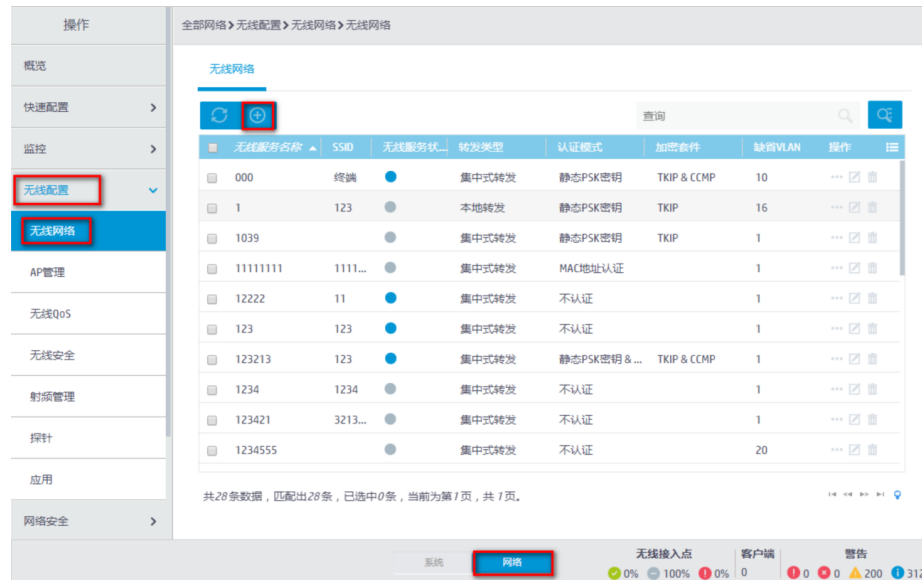 操作
全部网络>无线配置>无线网络>无线网络
概览
快速配置
监控
无线配置
无线网络
AP管理
无线QoS
无线安全
射频管理
探针
应用
网络安全
无线网络
查询
无线服务名称 SSID 无线服务状... 转发类型 认证模式 加密套件 缺省VLAN 操作
000 终端 集中式转发 静态PSK密钥 TKIP & CCMP 10
1 123 本地转发 静态PSK密钥 TKIP 16
1039 集中式转发 静态PSK密钥 TKIP 1
11111111 1111... 集中式转发 MAC地址认证 1
12222 11 集中式转发 不认证 1
123 123 集中式转发 不认证 1
123213 123 集中式转发 静态PSK密钥 & ... TKIP & CCMP 1
1234 1234 集中式转发 不认证 1
123421 3213... 集中式转发 不认证 1
1234555 集中式转发 不认证 20
共28条数据，匹配出28条，已选中0条，当前为第1页，共1页。
系统 网络
无线接入点 客户端 警告
0% 100% 0% 0 0 0 200 312